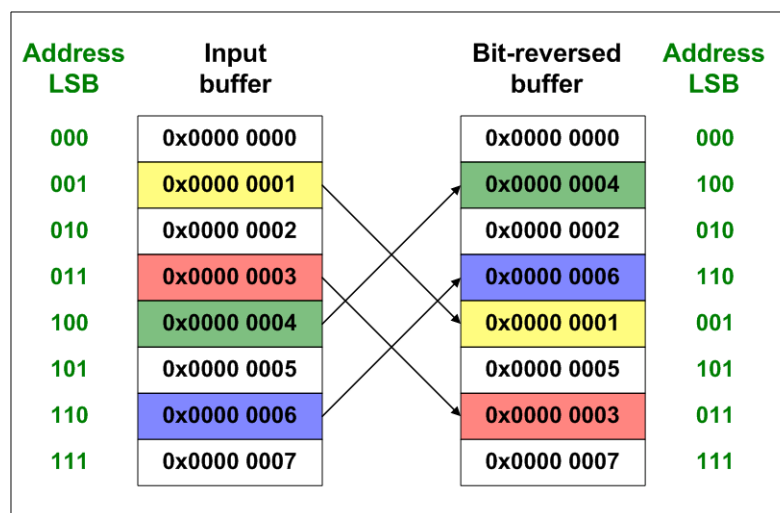 Address Input Bit-reversed Address
LSB buffer buffer LSB
000 0x0000 0000 0x0000 0000 000
001 0x0000 0001 0x0000 0004 100
010 0x0000 0002 0x0000 0002 010
011 0x0000 0003 0x0000 0006 110
100 0x0000 0004 0x0000 0001 001
101 0x0000 0005 0x0000 0005 101
110 0x0000 0006 0x0000 0003 011
111 0x0000 0007 0x0000 0007 111